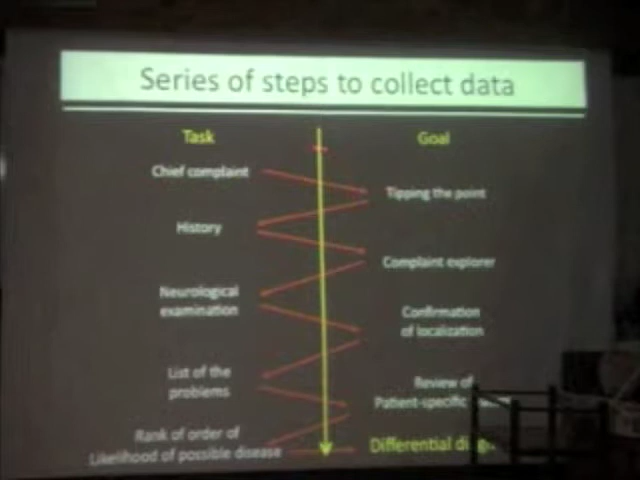 Series of steps to collect data
Task
Goal
Chief complaint
Tipping the point
History
Complaint explorer
Neurological
examination
Confirmation
of localization
List of the
problems
Review of
Patient-specific
Rank of order of
Likelihood of possible disease
Differential